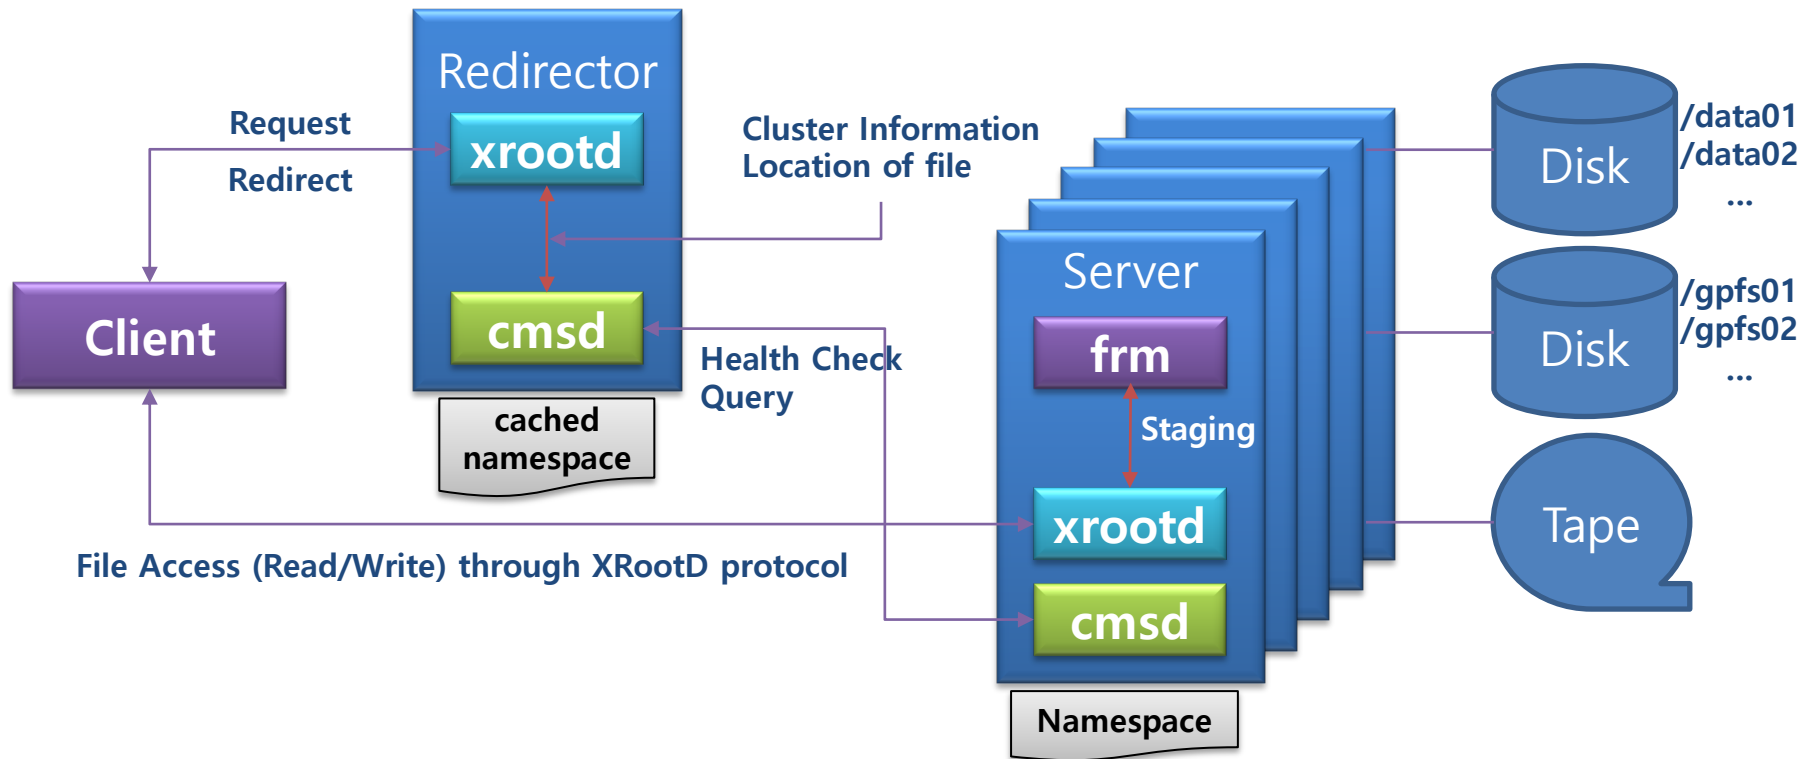 Redirector
Request
xrootd
Redirect
Cluster Information
Location of file
Client
cmsd
Health Check
Query
cached
namespace
File Access (Read/Write) through XRootD protocol
Server
frm
Staging
xrootd
cmsd
Namespace
Disk
/data01
/data02
...
Disk
/gpfs01
/gpfs02
...
Tape